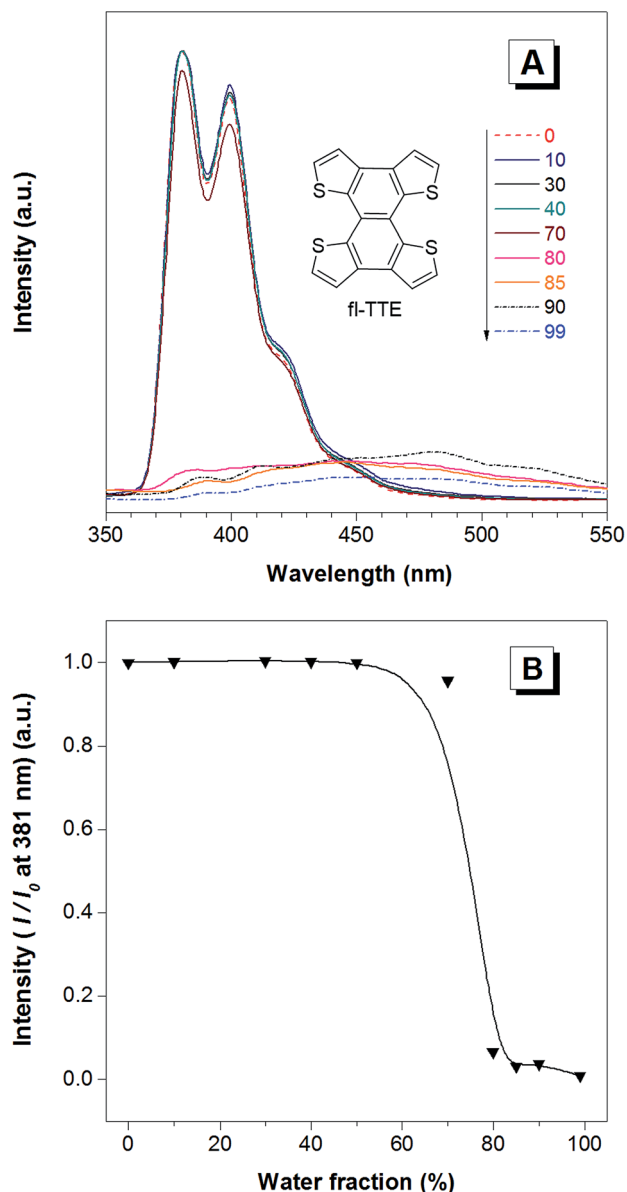 A
Intensity (a.u.)
0
10
30
40
70
80
85
90
99
S
S
S
S
fl-TTE
350
400
450
500
550
Wavelength (nm)
B
Intensity ( I / I0 at 381 nm) (a.u.)
1.0
0.8
0.6
0.4
0.2
0.0
0
20
40
60
80
100
Water fraction (%)